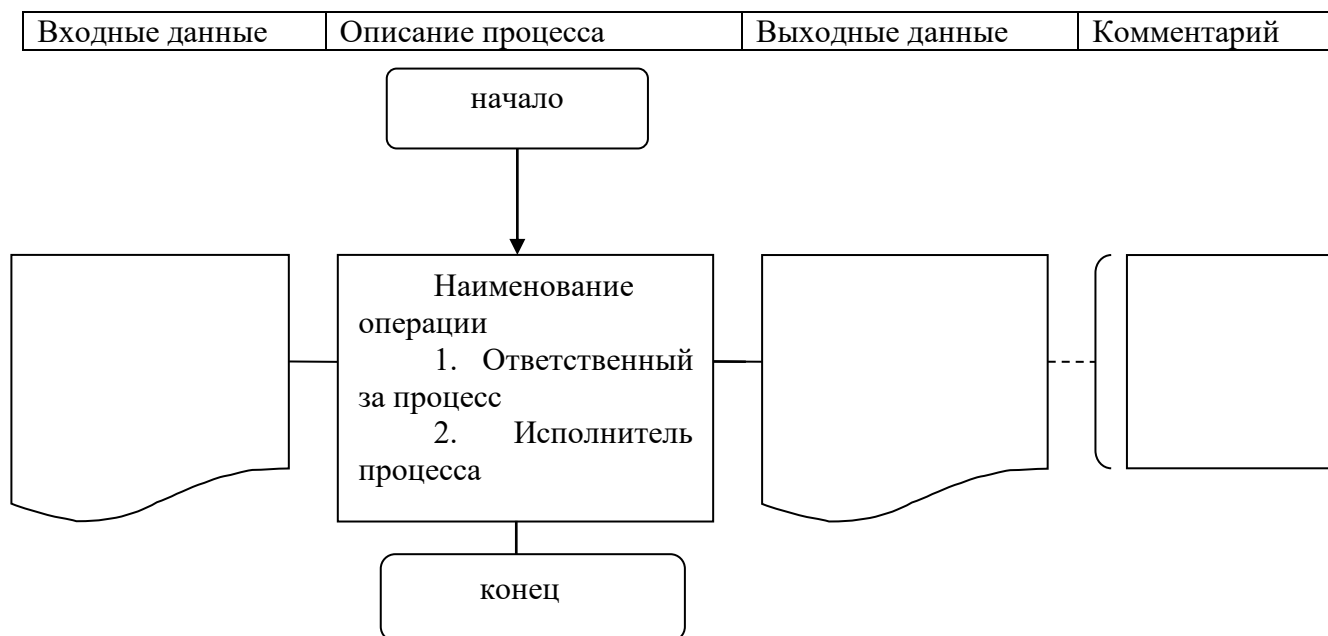 Входные данные Описание процесса Выходные данные Комментарий
начало
Наименование
операции
1. Ответственный
за процесс
2. Исполнитель
процесса
конец